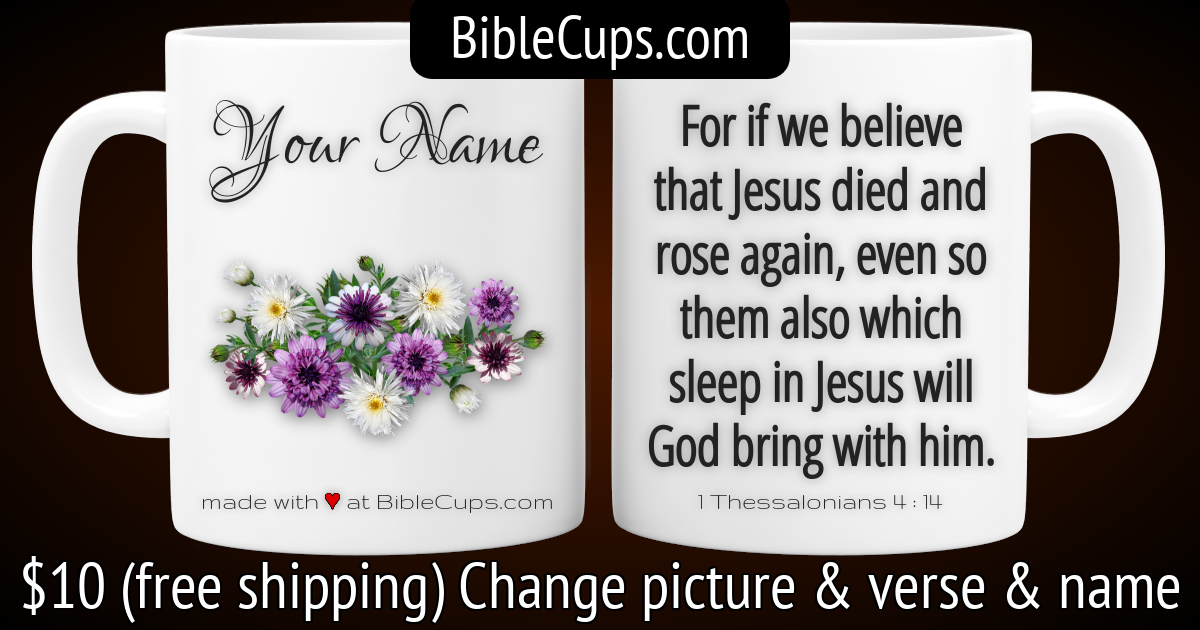 BibleCups.com
Your Name
made with ♥ at BibleCups.com
For if we believe
that Jesus died and
rose again, even so
them also which
sleep in Jesus will
God bring with him.
1 Thessalonians 4 : 14
$10 (free shipping) Change picture & verse & name